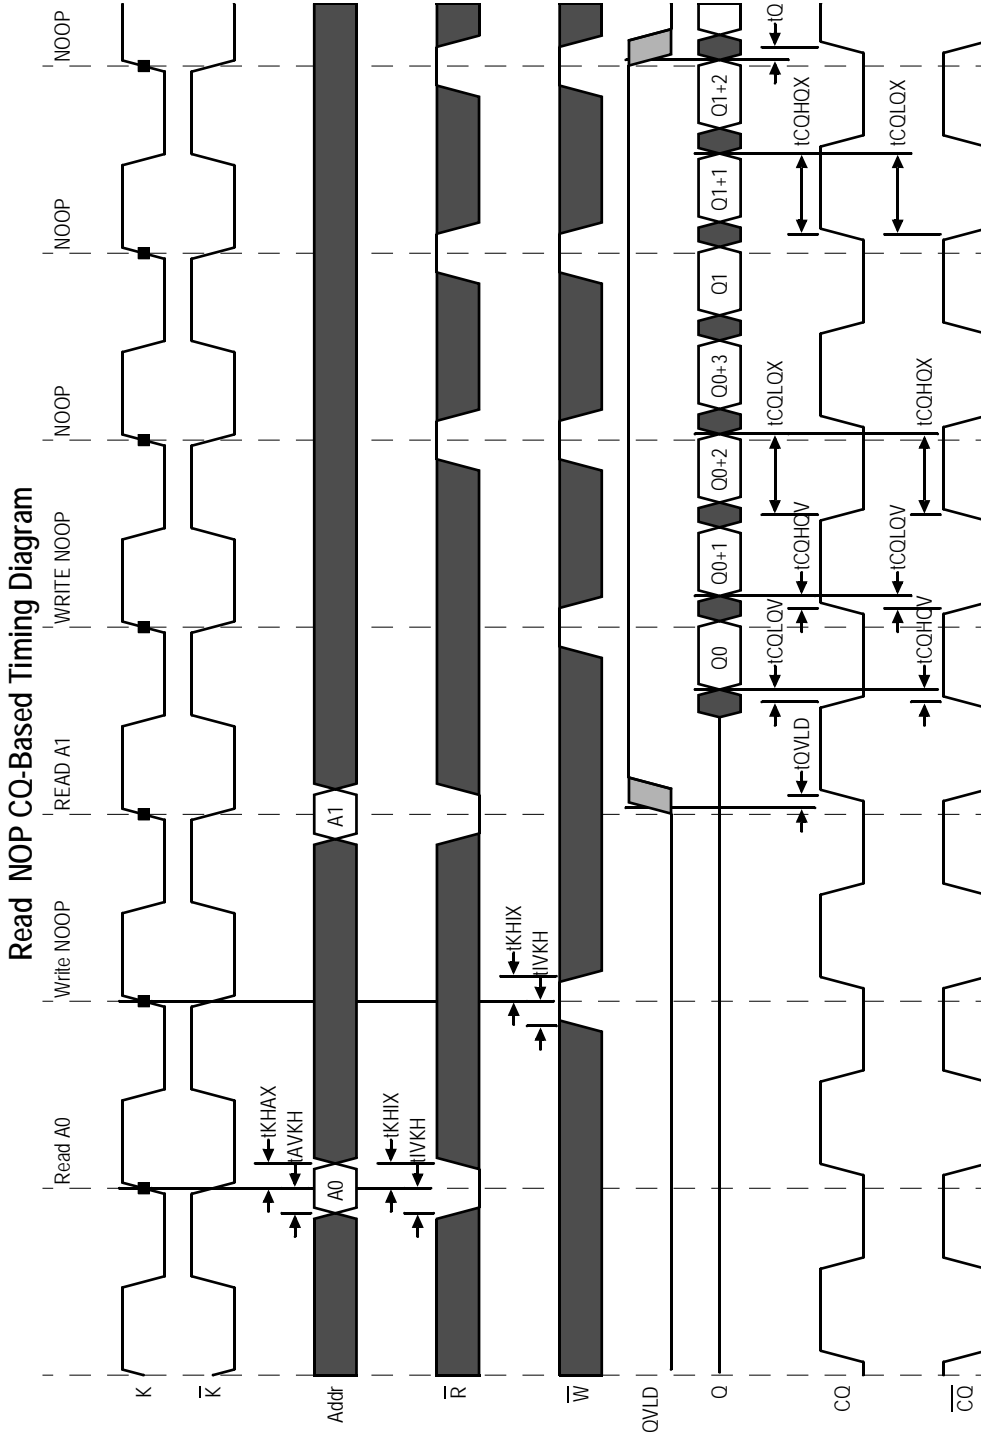 Read NOP CQ-Based Timing Diagram
Read A0 Write NOOP READ A1 WRITE NOOP NOOP NOOP NOOP
K
K
tKHAX
tAVKH
Addr A0 A1
tKHIX
tIVKH
R
tKHIX
tIVKH
W
QVLD
Q Q0 Q0+1 Q0+2 Q0+3 Q1 Q1+1 Q1+2
tCQLQV tCQLQX tQ
tQVLD tCQHQV tCQHQX
CQ
tCQLQV tCQLQX
tCQHQV tCQHQX
CQ